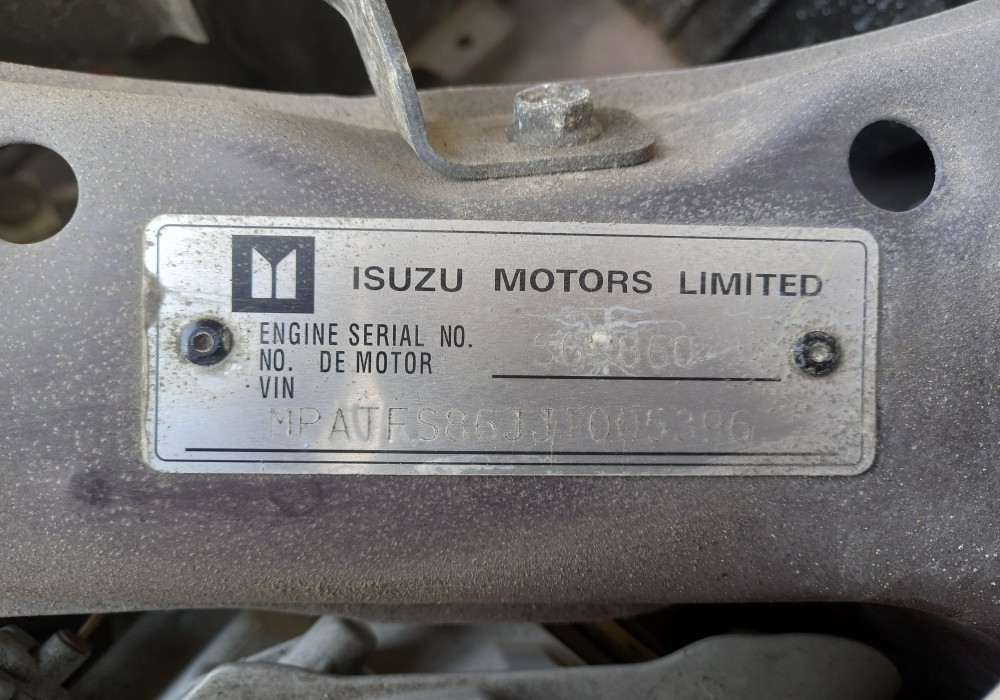 ISUZU MOTORS LIMITED
ENGINE SERIAL NO.
NO. DE MOTOR
VIN
MPATFS86JJT005396